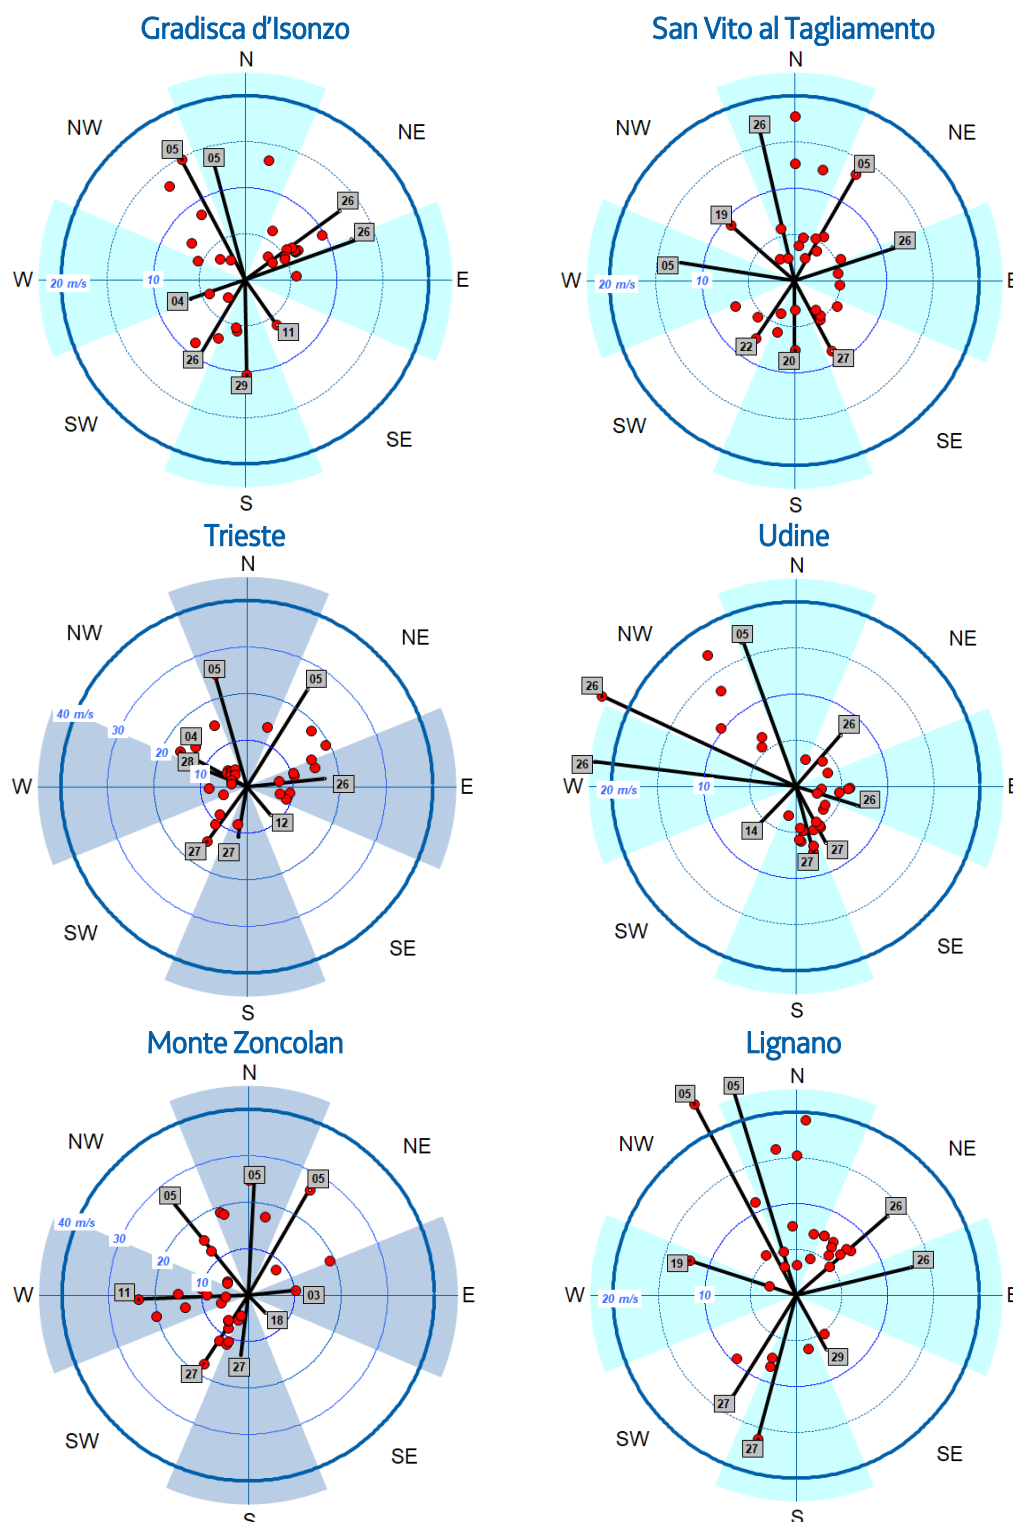 Gradisca d'Isonzo
San Vito al Tagliamento
N
N
NW
NE
NW
NE
05
05
26
26
26
05
19
26
05
W
20 m/s
10
E
W
20 m/s
10
E
04
11
26
29
22
20
27
SW
SE
SW
SE
S
S
Trieste
Udine
N
N
NW
NE
NW
NE
05
05
04
28
26
12
27
27
05
26
26
26
26
14
27
27
40 m/s
30
20
10
W
E
W
20 m/s
10
E
SW
SE
SW
SE
S
S
Monte Zoncolan
Lignano
N
N
NW
NE
NW
NE
05
05
05
05
05
26
19
26
40 m/s
30
20
10
W
11
03
E
W
20 m/s
10
E
18
27
27
29
27
27
SW
SE
SW
SE
S
S